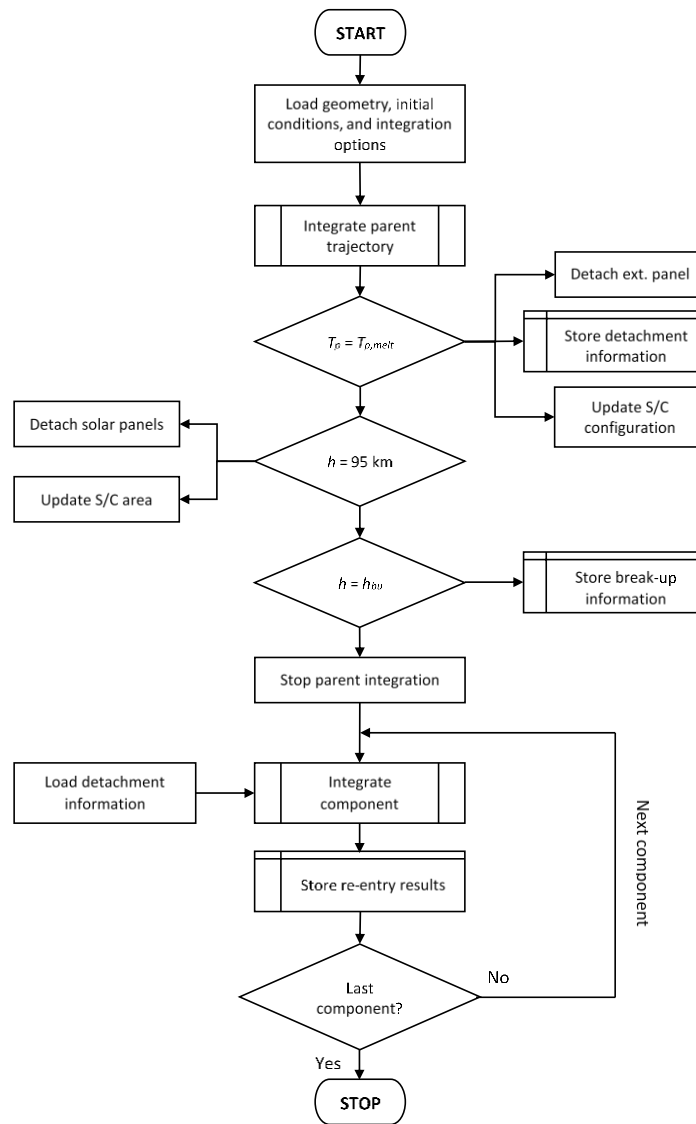 START
Load geometry, initial
conditions, and integration
options
Integrate parent
trajectory
Detach ext. panel
Tp = Tp,melt
Store detachment
information
Update S/C
configuration
Detach solar panels
h = 95 km
Update S/C area
h = hbu
Store break-up
information
Stop parent integration
Load detachment
information
Integrate
component
Next component
Store re-entry results
Last
component?
No
Yes
STOP